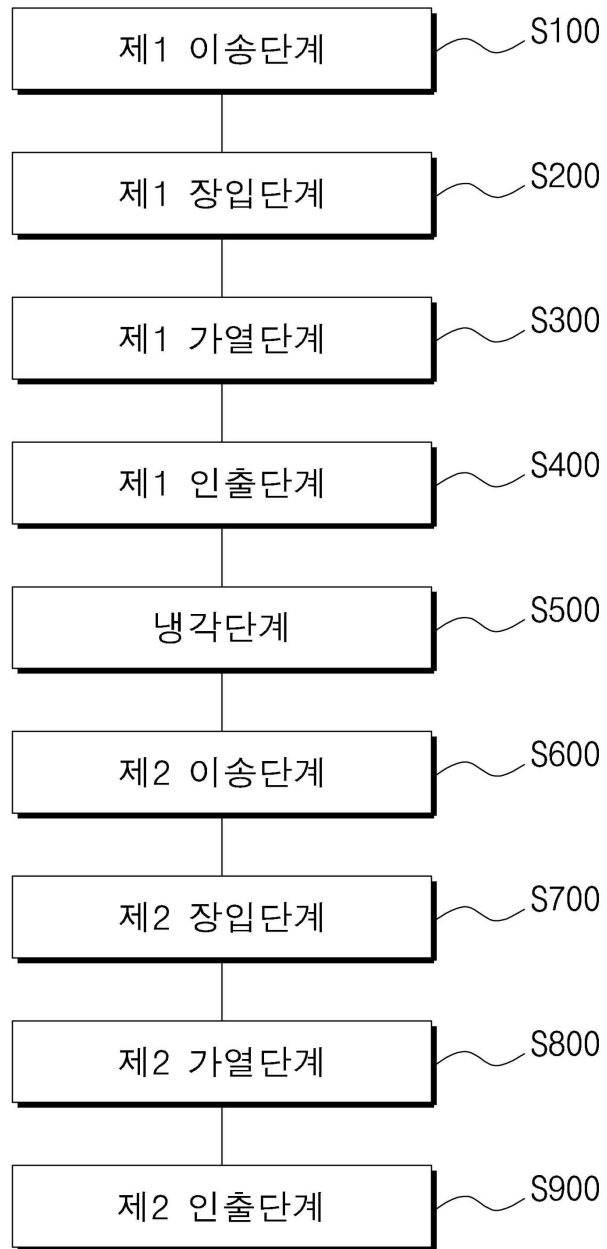 제1 이송단계 S100
제1 장입단계 S200
제1 가열단계 S300
제1 인출단계 S400
냉각단계 S500
제2 이송단계 S600
제2 장입단계 S700
제2 가열단계 S800
제2 인출단계 S900